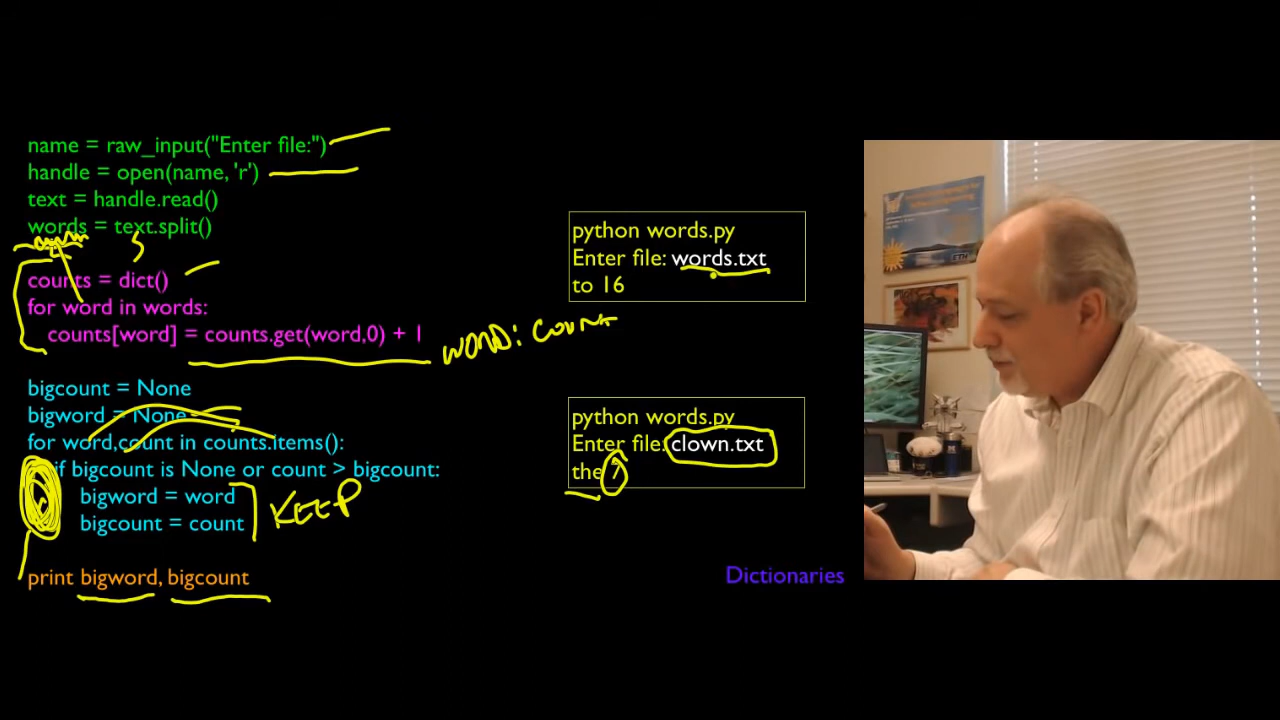 name = raw_input("Enter file:")
handle = open(name, 'r')
text = handle.read()
words = text.split()
counts = dict()
for word in words:
counts[word] = counts.get(word,0) + 1
WORD: COUNT
bigcount = None
bigword = None
for word,count in counts.items():
if bigcount is None or count > bigcount:
bigword = word
bigcount = count
KEEP
print bigword, bigcount
python words.py
Enter file: words.txt
to 16
python words.py
Enter file: clown.txt
the 7
Dictionaries